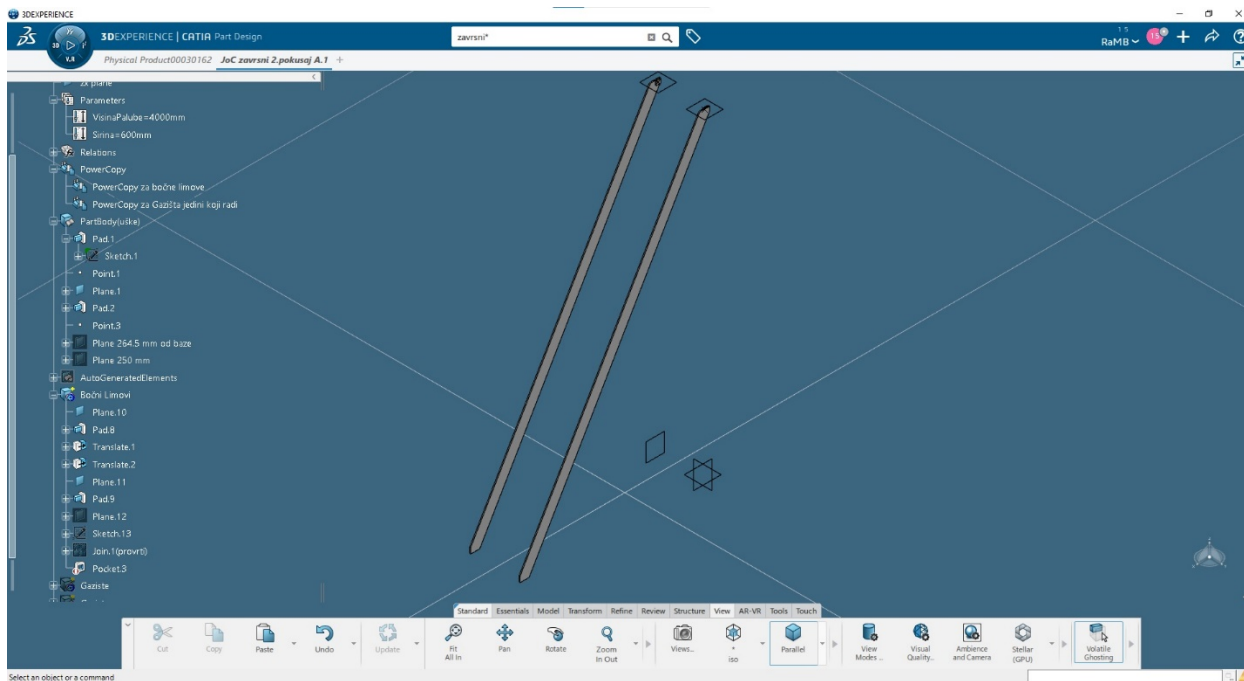 3DEXPERIENCE
3DEXPERIENCE | CATIA Part Design
zavrsni*
1 5
RaMB
15
3D
V.R
Physical Product00030162 JoC zavrsni 2.pokusaj A.1 +
zx plane
Parameters
VisinaPalube=4000mm
Sirina=600mm
Relations
PowerCopy
PowerCopy za bočne limove
PowerCopy za Gazišta jedini koji radi
PartBody(uške)
Pad.1
Sketch.1
Point.1
Plane.1
Pad.2
Point.3
Plane 264.5 mm od baze
Plane 250 mm
AutoGeneratedElements
Bočni Limovi
Plane.10
Pad.8
Translate.1
Translate.2
Plane.11
Pad.9
Plane.12
Sketch.13
Join.1(provrti)
Pocket.3
Gaziste
Standard Essentials Model Transform Refine Review Structure View AR-VR Tools Touch
Cut Copy Paste Undo Update Fit All In Pan Rotate Zoom In Out Views... iso Parallel View Modes ... Visual Quality... Ambience and Camera Stellar (GPU) Volatile Ghosting
Select an object or a command